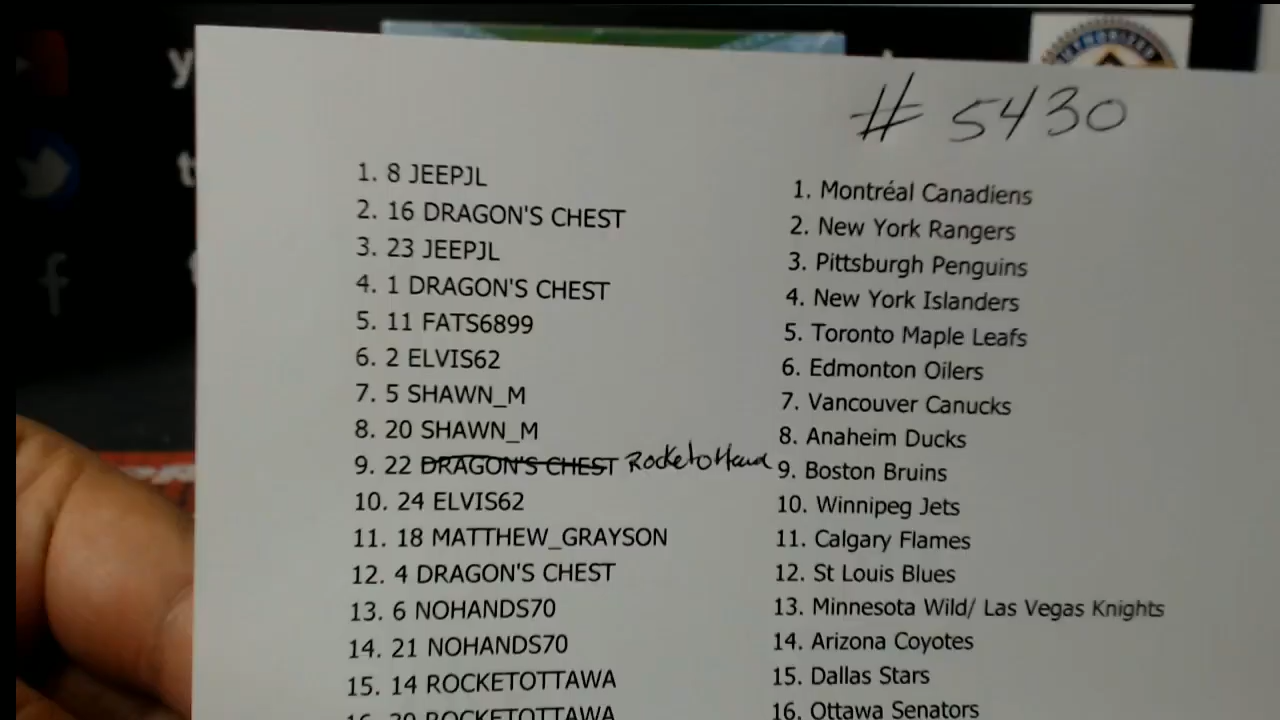 # 5430
1. 8 JEEPJL
2. 16 DRAGON'S CHEST
3. 23 JEEPJL
4. 1 DRAGON'S CHEST
5. 11 FATS6899
6. 2 ELVIS62
7. 5 SHAWN_M
8. 20 SHAWN_M
9. 22 DRAGON'S CHEST Rocketottawa
10. 24 ELVIS62
11. 18 MATTHEW_GRAYSON
12. 4 DRAGON'S CHEST
13. 6 NOHANDS70
14. 21 NOHANDS70
15. 14 ROCKETOTTAWA
ROCKETOTTAWA
1. Montréal Canadiens
2. New York Rangers
3. Pittsburgh Penguins
4. New York Islanders
5. Toronto Maple Leafs
6. Edmonton Oilers
7. Vancouver Canucks
8. Anaheim Ducks
9. Boston Bruins
10. Winnipeg Jets
11. Calgary Flames
12. St Louis Blues
13. Minnesota Wild/ Las Vegas Knights
14. Arizona Coyotes
15. Dallas Stars
16. Ottawa Senators